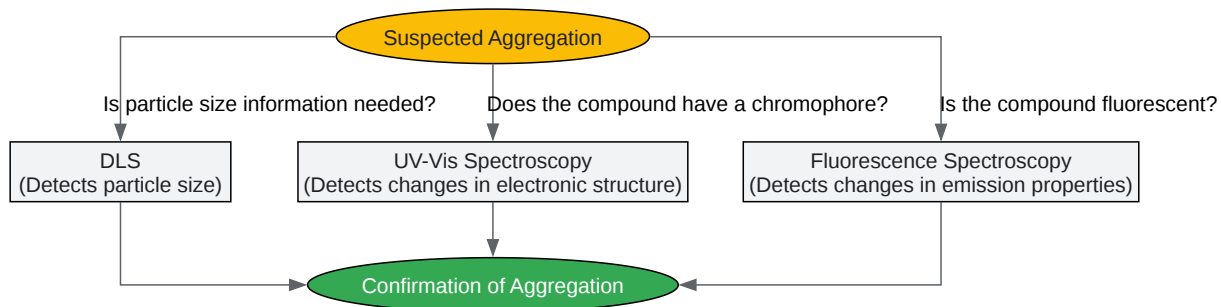 Suspected Aggregation
Is particle size information needed?
Does the compound have a chromophore?
Is the compound fluorescent?
DLS
(Detects particle size)
UV-Vis Spectroscopy
(Detects changes in electronic structure)
Fluorescence Spectroscopy
(Detects changes in emission properties)
Confirmation of Aggregation